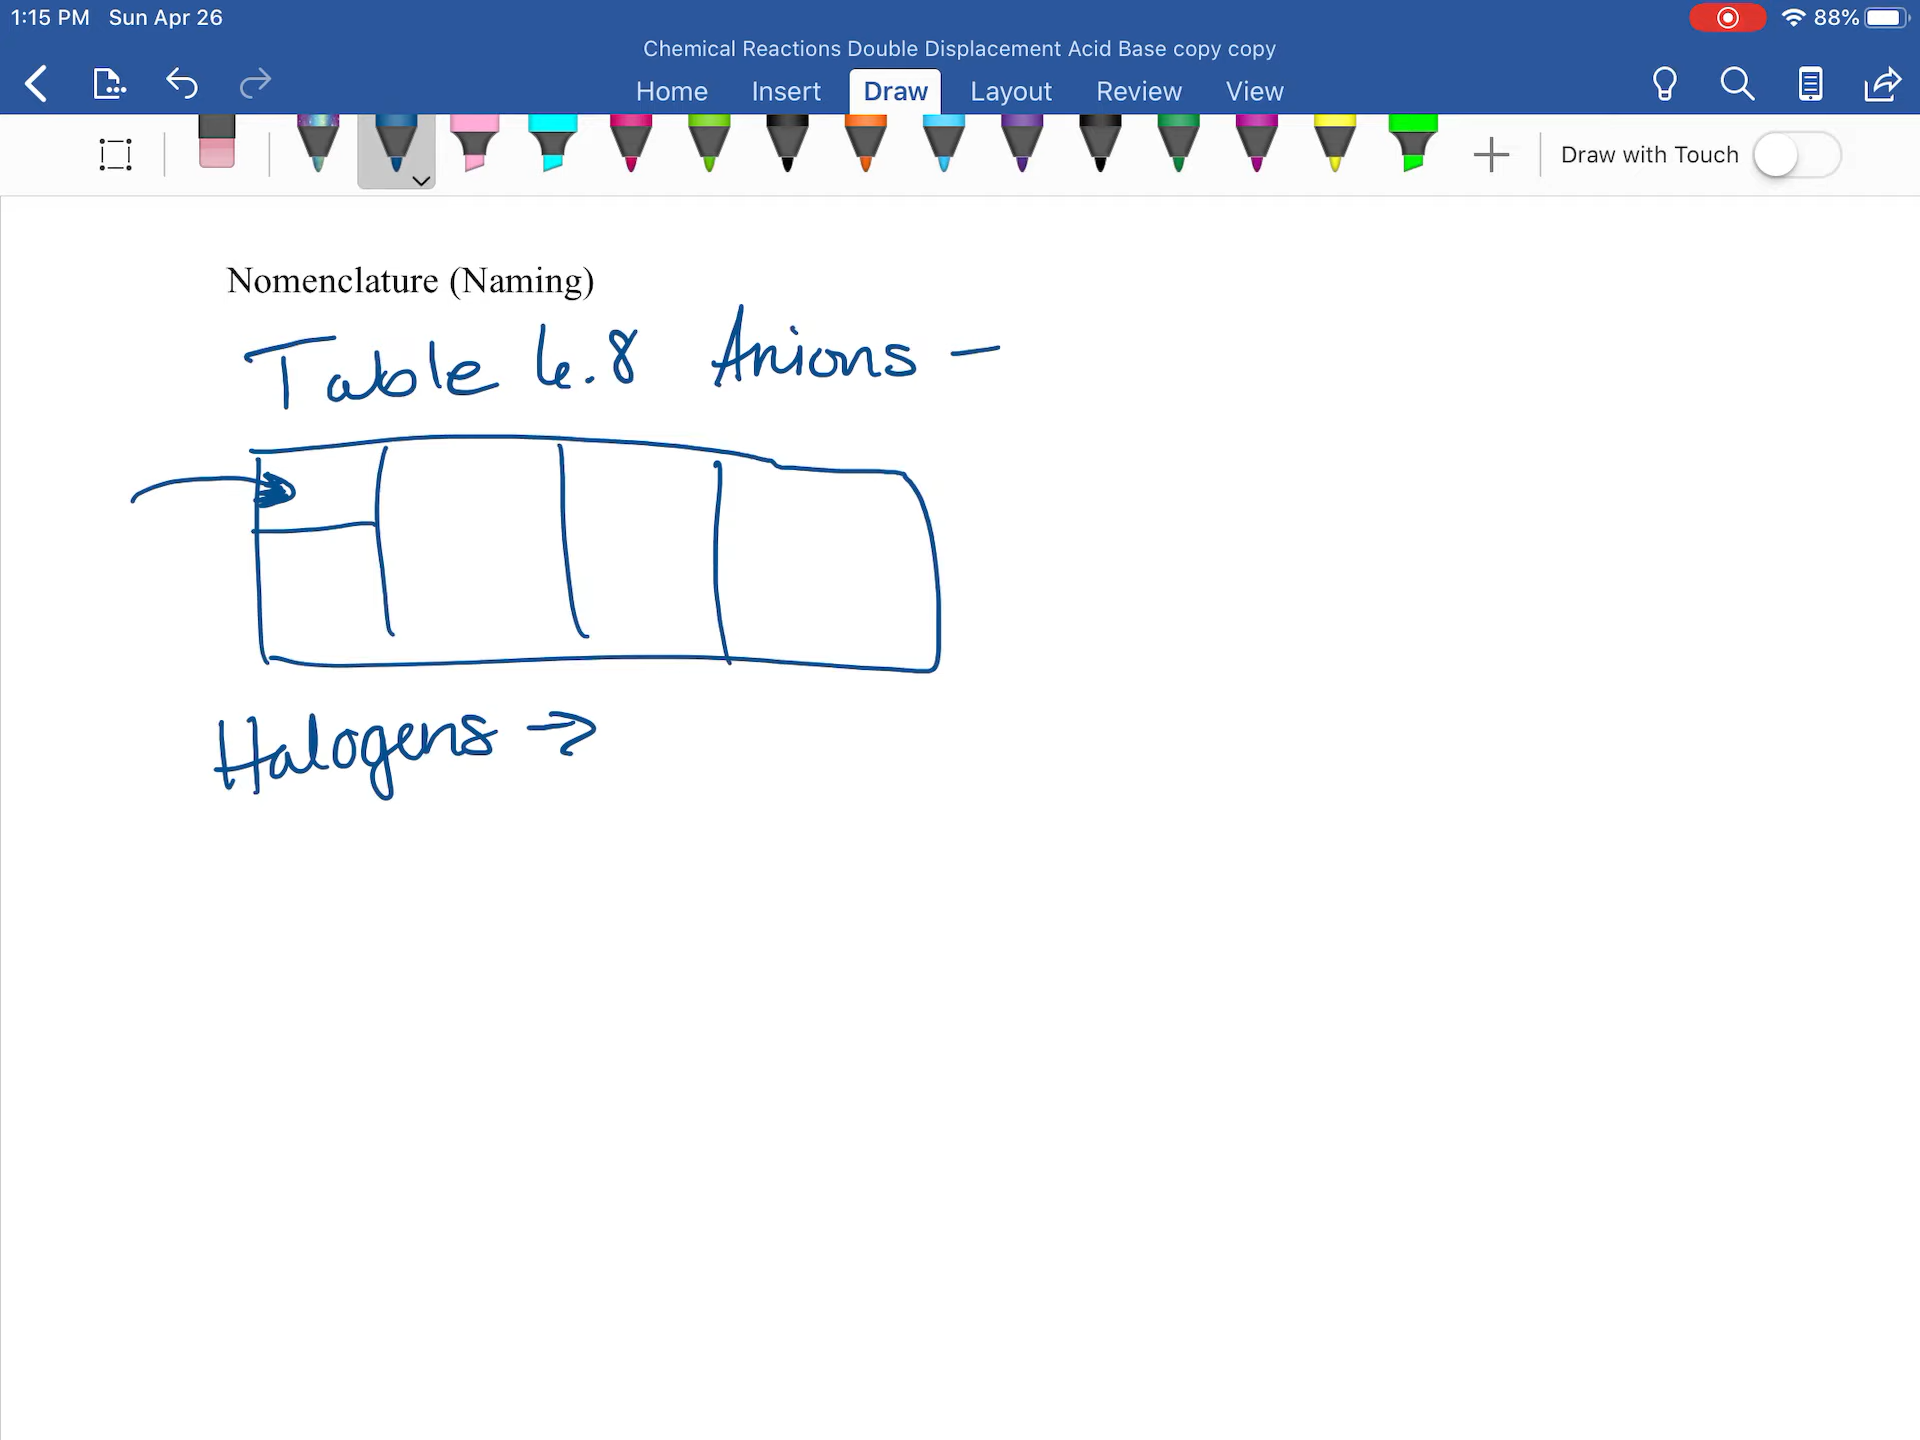 1:15 PM Sun Apr 26
88%
Chemical Reactions Double Displacement Acid Base copy copy
Home Insert Draw Layout Review View
Draw with Touch
Nomenclature (Naming)
Table 6.8 Anions –
Halogens →